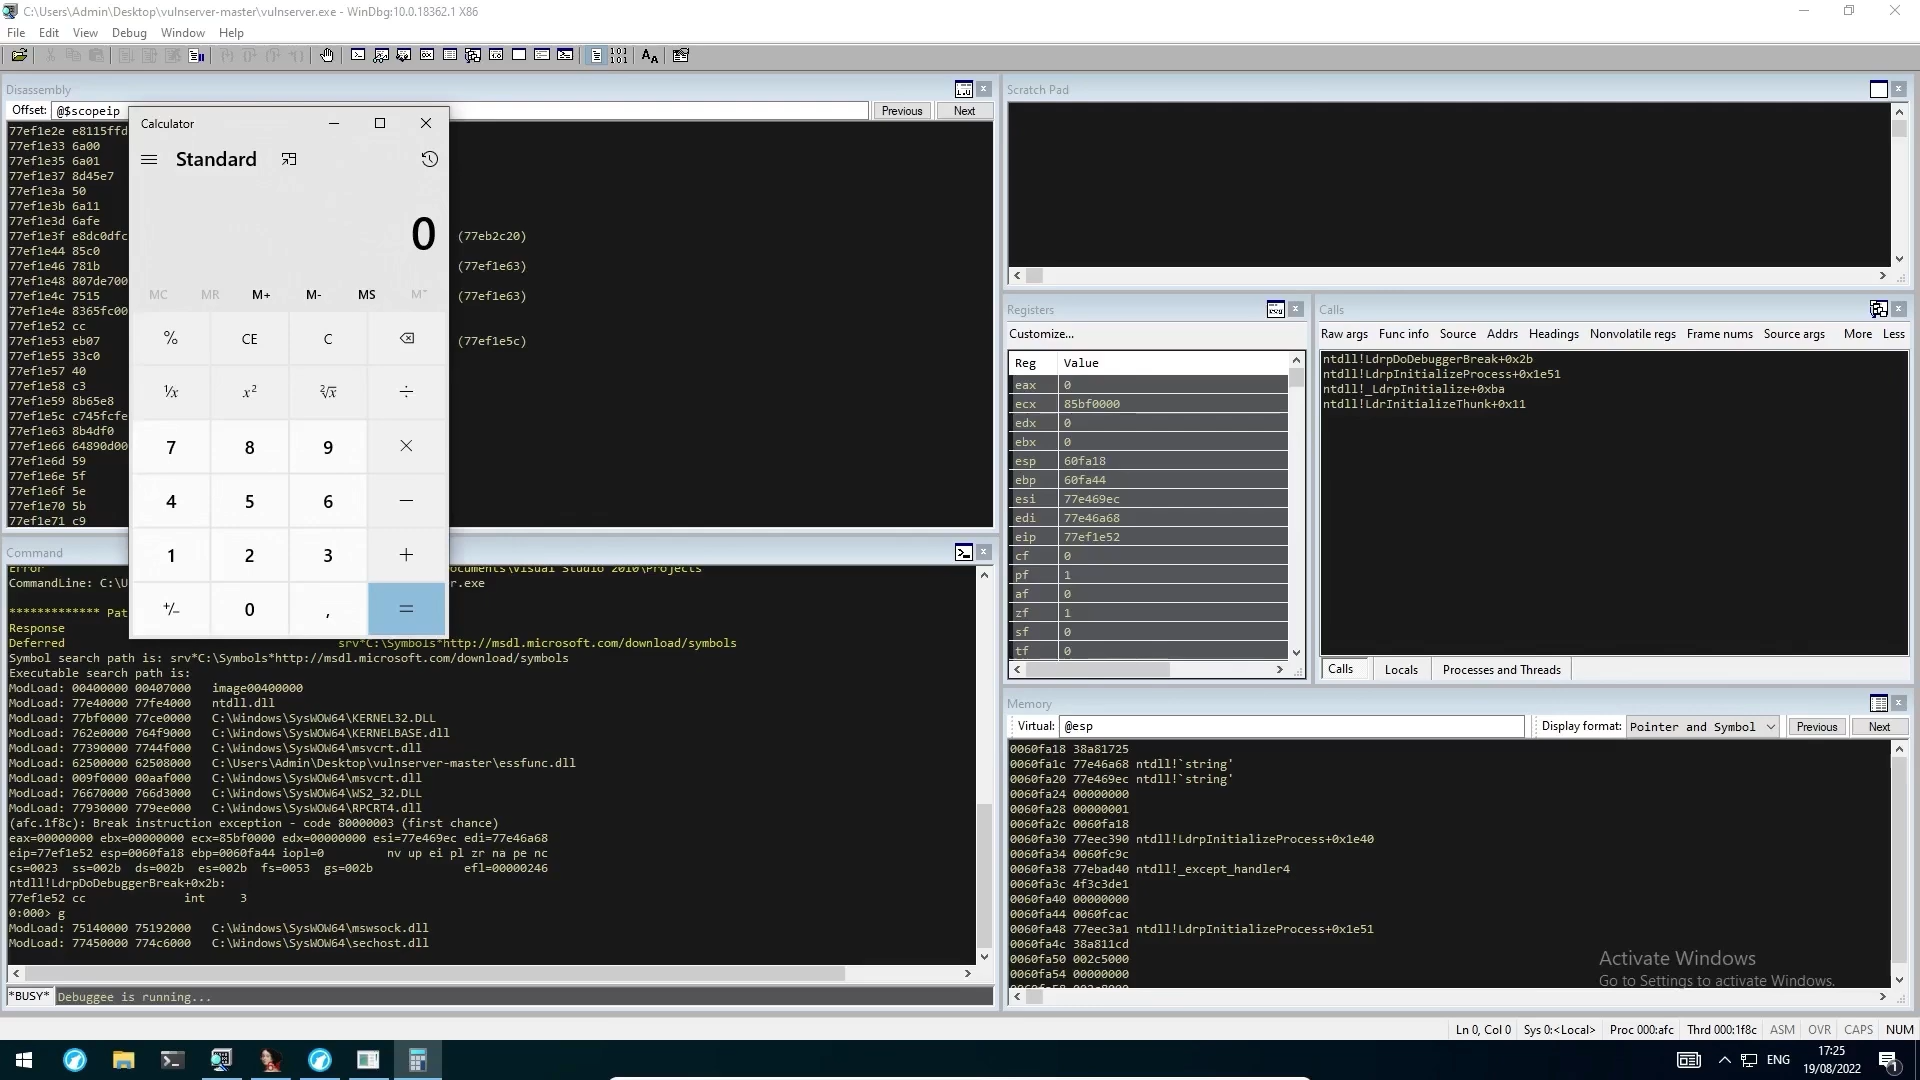 C:\Users\Admin\Desktop\vulnserver-master\vulnserver.exe - WinDbg:10.0.18362.1 X86
File Edit View Debug Window Help
Disassembly
Offset: @$scopeip Previous Next
77ef1e2e e8115ffd
77ef1e33 6a00
77ef1e35 6a01
77ef1e37 8d45e7
77ef1e3a 50
77ef1e3b 6a11
77ef1e3d 6afe
77ef1e3f e8dc0dfc (77eb2c20)
77ef1e44 85c0
77ef1e46 781b (77ef1e63)
77ef1e48 807de700
77ef1e4c 7515 (77ef1e63)
77ef1e4e 8365fc00
77ef1e52 cc
77ef1e53 eb07 (77ef1e5c)
77ef1e55 33c0
77ef1e57 40
77ef1e58 c3
77ef1e59 8b65e8
77ef1e5c c745fcfe
77ef1e63 8b4df0
77ef1e66 64890d00
77ef1e6d 59
77ef1e6e 5f
77ef1e6f 5e
77ef1e70 5b
77ef1e71 c9
Calculator
Standard
0
MC MR M+ M- MS M˅
% CE C
¹/x x² ²√x ÷
7 8 9 ×
4 5 6 −
1 2 3 +
+/− 0 , =
Command
Error ocuments\Visual Studio 2010\Projects
CommandLine: C:\U r.exe
************* Pat
Response
Deferred srv*C:\Symbols*http://msdl.microsoft.com/download/symbols
Symbol search path is: srv*C:\Symbols*http://msdl.microsoft.com/download/symbols
Executable search path is:
ModLoad: 00400000 00407000 image00400000
ModLoad: 77e40000 77fe4000 ntdll.dll
ModLoad: 77bf0000 77ce0000 C:\Windows\SysWOW64\KERNEL32.DLL
ModLoad: 762e0000 764f9000 C:\Windows\SysWOW64\KERNELBASE.dll
ModLoad: 77390000 7744f000 C:\Windows\SysWOW64\msvcrt.dll
ModLoad: 62500000 62508000 C:\Users\Admin\Desktop\vulnserver-master\essfunc.dll
ModLoad: 009f0000 00aaf000 C:\Windows\SysWOW64\msvcrt.dll
ModLoad: 76670000 766d3000 C:\Windows\SysWOW64\WS2_32.DLL
ModLoad: 77930000 779ee000 C:\Windows\SysWOW64\RPCRT4.dll
(afc.1f8c): Break instruction exception - code 80000003 (first chance)
eax=00000000 ebx=00000000 ecx=85bf0000 edx=00000000 esi=77e469ec edi=77e46a68
eip=77ef1e52 esp=0060fa18 ebp=0060fa44 iopl=0 nv up ei pl zr na pe nc
cs=0023 ss=002b ds=002b es=002b fs=0053 gs=002b efl=00000246
ntdll!LdrpDoDebuggerBreak+0x2b:
77ef1e52 cc int 3
0:000> g
ModLoad: 75140000 75192000 C:\Windows\SysWOW64\mswsock.dll
ModLoad: 77450000 774c6000 C:\Windows\SysWOW64\sechost.dll
*BUSY* Debuggee is running...
Scratch Pad
Registers
Customize...
Reg Value
eax 0
ecx 85bf0000
edx 0
ebx 0
esp 60fa18
ebp 60fa44
esi 77e469ec
edi 77e46a68
eip 77ef1e52
cf 0
pf 1
af 0
zf 1
sf 0
tf 0
Calls
Raw args Func info Source Addrs Headings Nonvolatile regs Frame nums Source args More Less
ntdll!LdrpDoDebuggerBreak+0x2b
ntdll!LdrpInitializeProcess+0x1e51
ntdll!_LdrpInitialize+0xba
ntdll!LdrInitializeThunk+0x11
Calls Locals Processes and Threads
Memory
Virtual: @esp Display format: Pointer and Symbol Previous Next
0060fa18 38a81725
0060fa1c 77e46a68 ntdll!`string'
0060fa20 77e469ec ntdll!`string'
0060fa24 00000000
0060fa28 00000001
0060fa2c 0060fa18
0060fa30 77eec390 ntdll!LdrpInitializeProcess+0x1e40
0060fa34 0060fc9c
0060fa38 77ebad40 ntdll!_except_handler4
0060fa3c 4f3c3de1
0060fa40 00000000
0060fa44 0060fcac
0060fa48 77eec3a1 ntdll!LdrpInitializeProcess+0x1e51
0060fa4c 38a811cd
0060fa50 002c5000
0060fa54 00000000
Activate Windows
Go to Settings to activate Windows.
Ln 0, Col 0 Sys 0:<Local> Proc 000:afc Thrd 000:1f8c ASM OVR CAPS NUM
ENG
17:25
19/08/2022
1